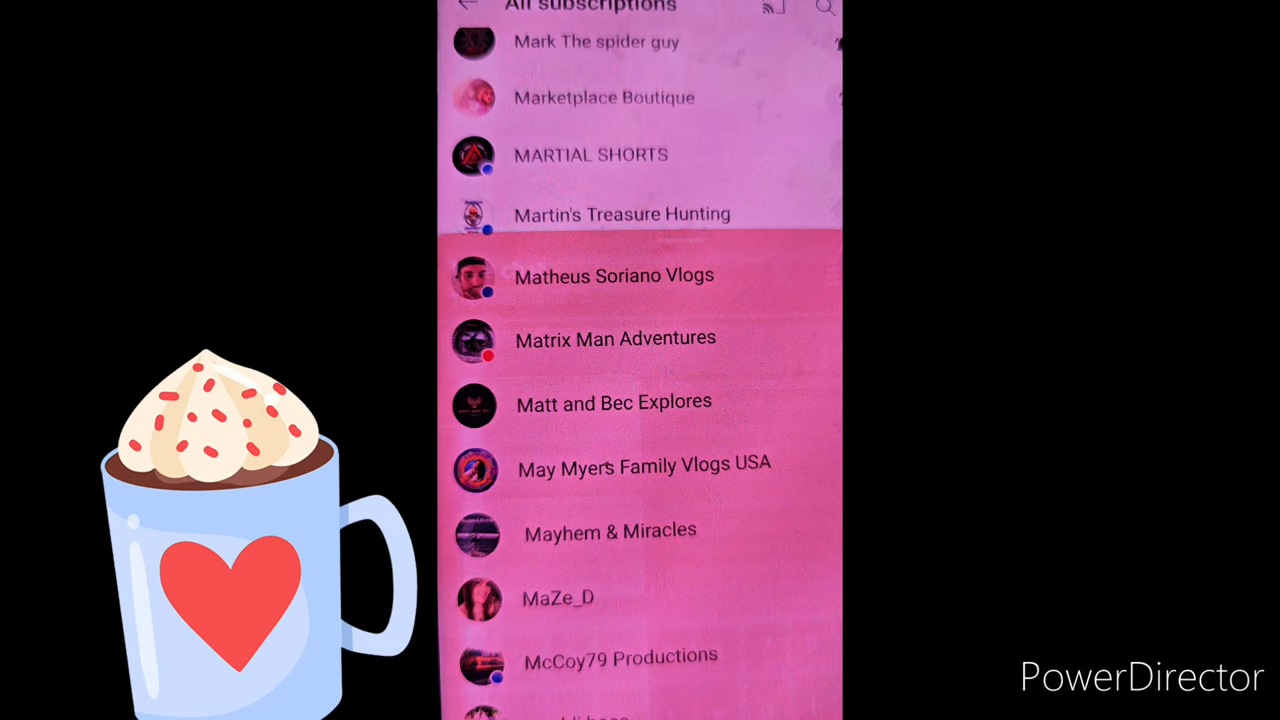 All subscriptions
Mark The spider guy
Marketplace Boutique
MARTIAL SHORTS
Martin's Treasure Hunting
Matheus Soriano Vlogs
Matrix Man Adventures
Matt and Bec Explores
May Myers Family Vlogs USA
Mayhem & Miracles
MaZe_D
McCoy79 Productions
PowerDirector